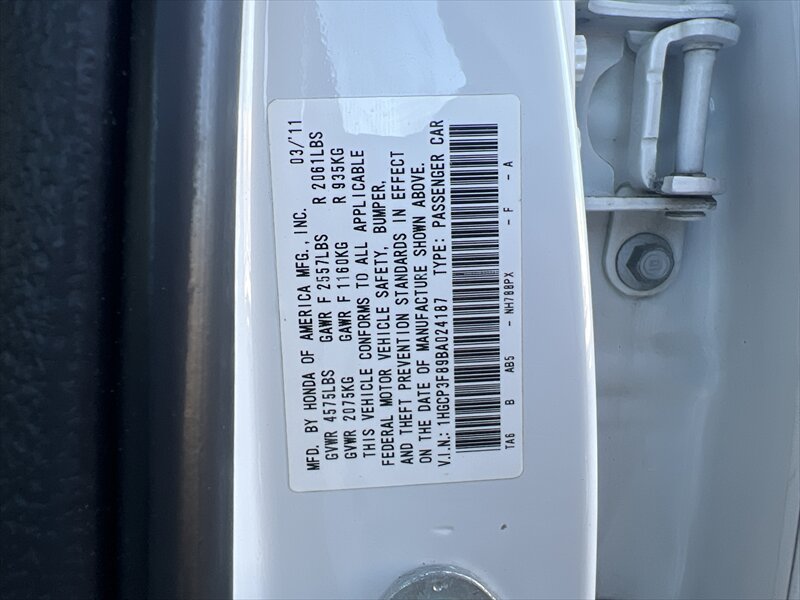 MFD. BY HONDA OF AMERICA MFG., INC. 03/'11
GVWR 4575LBS GAWR F 2557LBS R 2061LBS
GVWR 2075KG GAWR F 1160KG R 935KG
THIS VEHICLE CONFORMS TO ALL APPLICABLE
FEDERAL MOTOR VEHICLE SAFETY, BUMPER,
AND THEFT PREVENTION STANDARDS IN EFFECT
ON THE DATE OF MANUFACTURE SHOWN ABOVE.
V.I.N.: 1HGCP3F89BA024187 TYPE: PASSENGER CAR
TA6 B AB5 - NH788PX - F - A